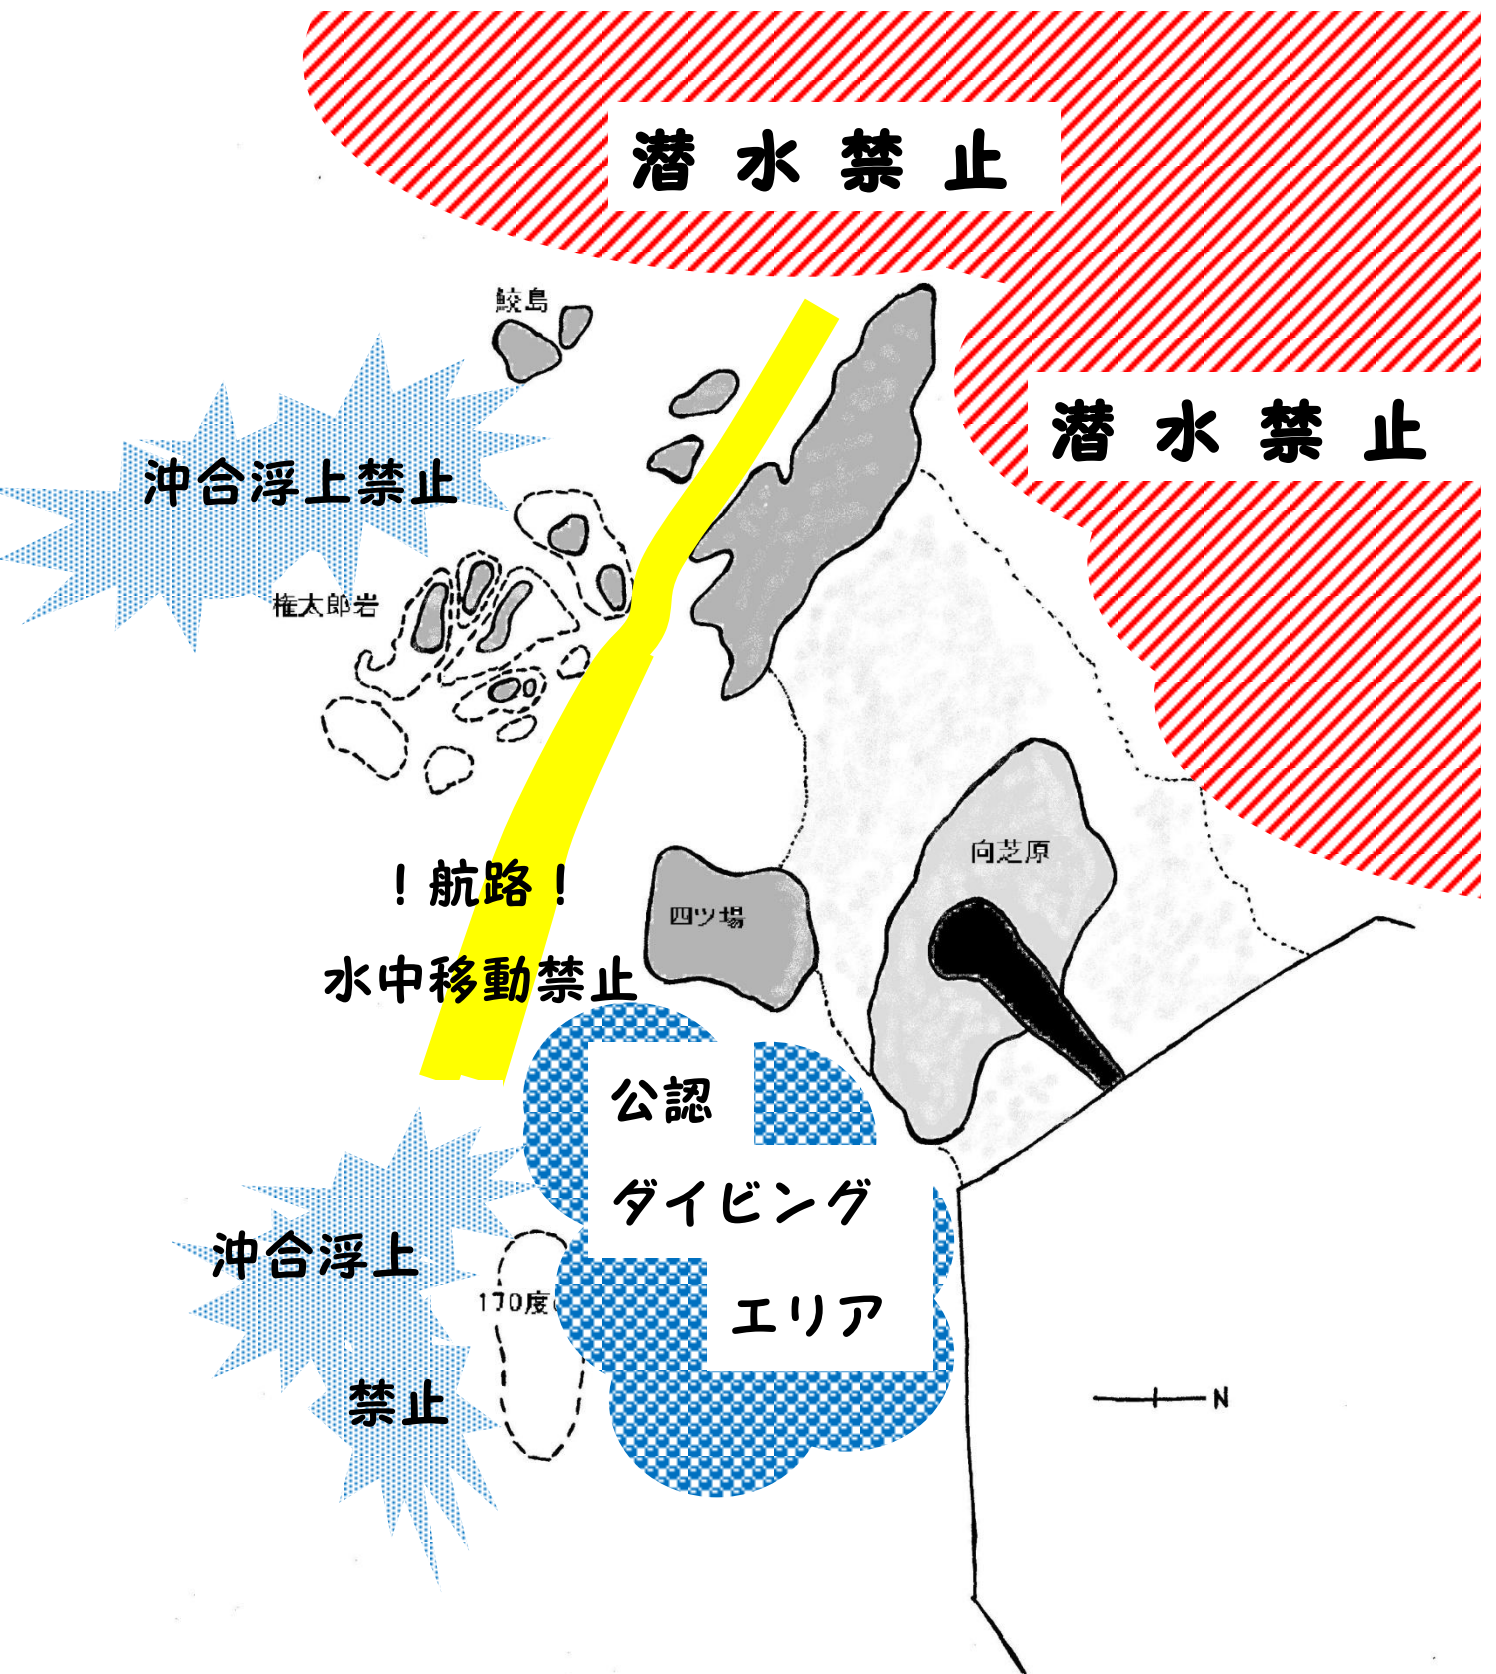 潜水禁止
鮫島
潜水禁止
沖合浮上禁止
権太郎岩
向芝原
！航路！
四ツ場
水中移動禁止
公認
ダイビング
エリア
沖合浮上
禁止
170度
N